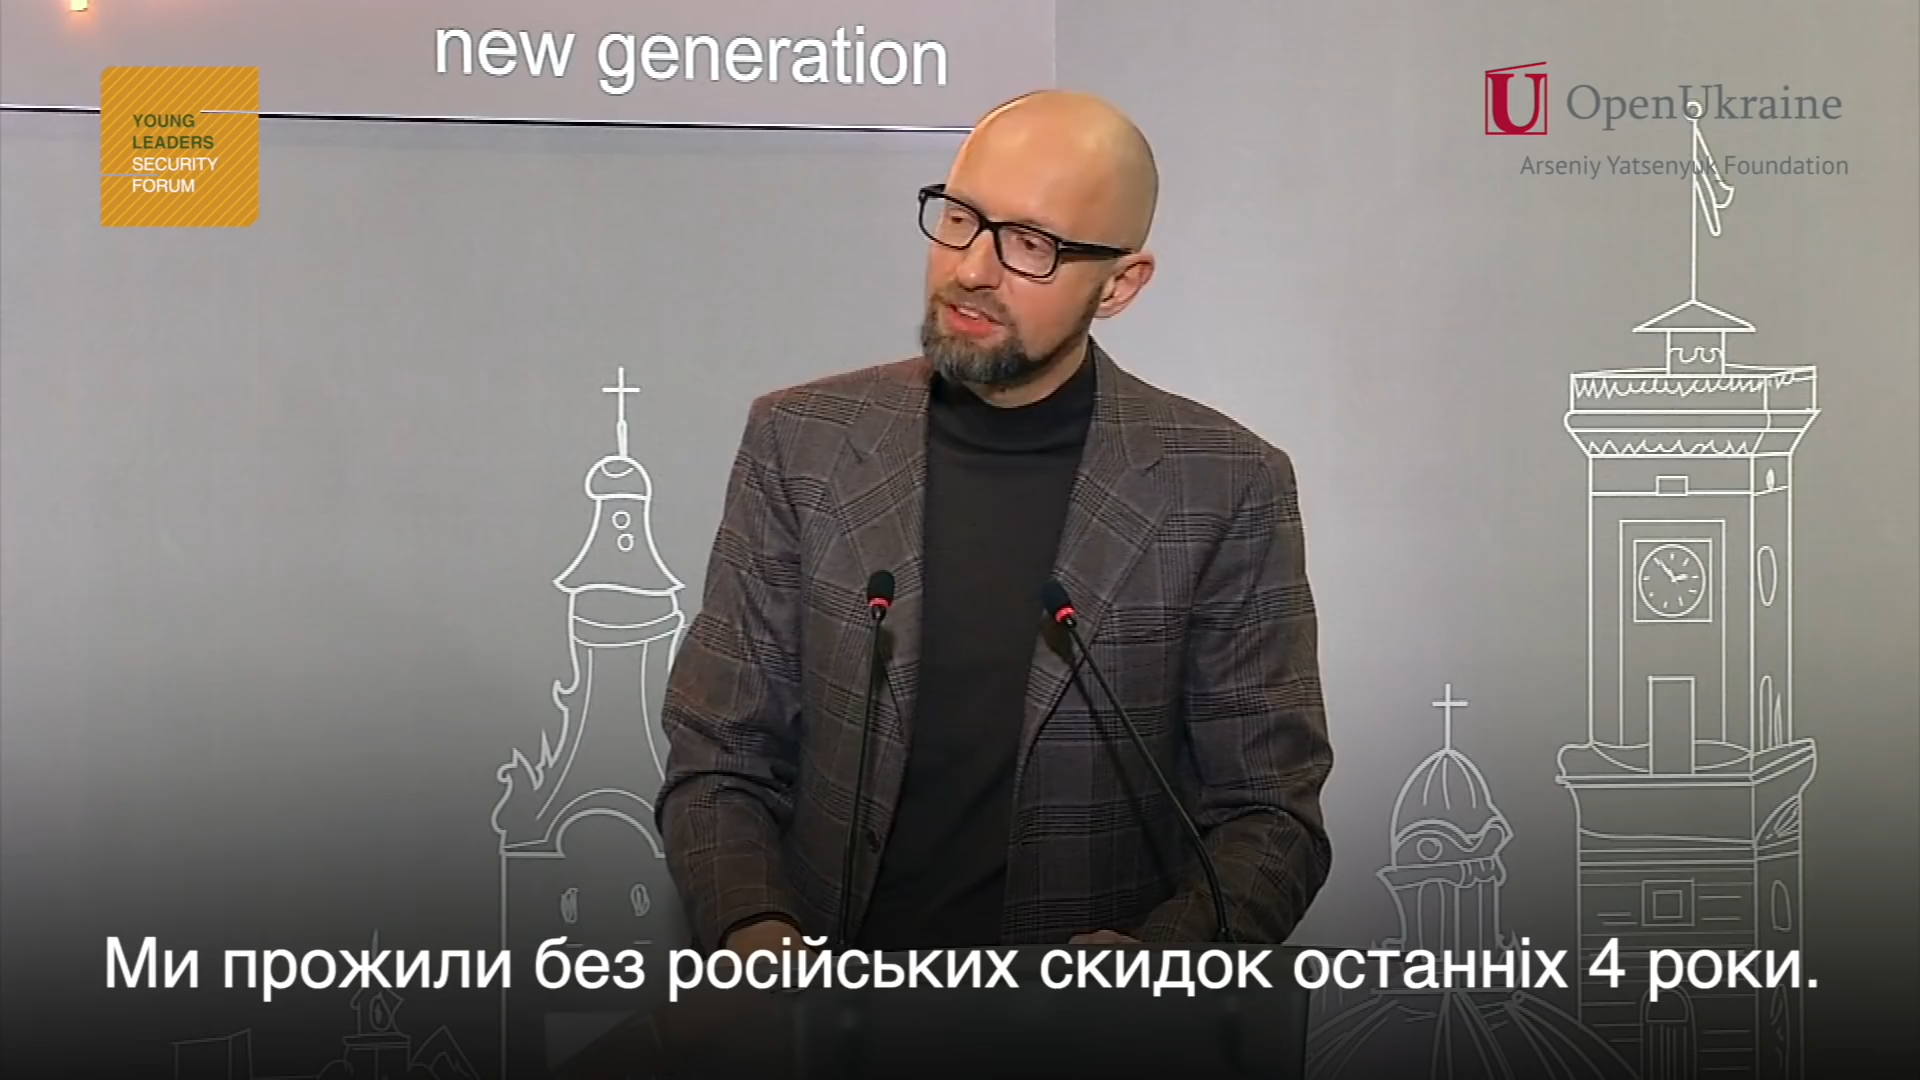 new generation
YOUNG
LEADERS
SECURITY
FORUM
U OpenUkraine
Arseniy Yatsenyuk Foundation
Ми прожили без російських скидок останніх 4 роки.